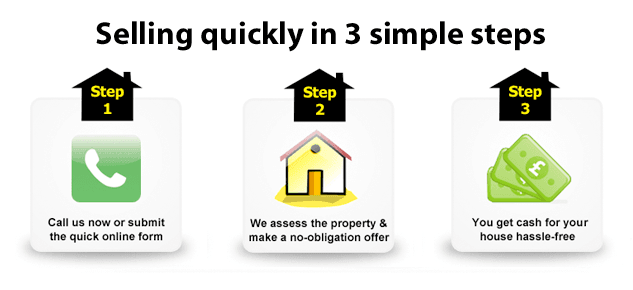 Selling quickly in 3 simple steps
Step
1
Call us now or submit
the quick online form
Step
2
We assess the property &
make a no-obligation offer
Step
3
£
You get cash for your
house hassle-free